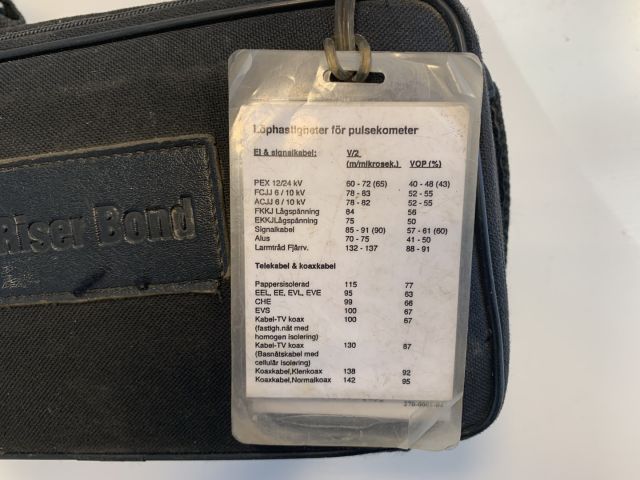 Riser Bond
Löphastigheter för pulsekometer
El & signalkabel: V/2 VOP (%)
(m/mikrosek.)
PEX 12/24 kV 60 - 72 (65) 40 - 48 (43)
FCJJ 6 / 10 kV 78 - 83 52 - 55
ACJJ 6 / 10 kV 78 - 82 52 - 55
FKKJ Lågspänning 84 56
EKKJLågspänning 75 50
Signalkabel 85 - 91 (90) 57 - 61 (60)
Alus 70 - 75 41 - 50
Larmtråd Fjärrv. 132 - 137 88 - 91
Telekabel & koaxkabel
Pappersisolerad 115 77
EEL, EE, EVL, EVE 95 63
CHE 99 66
EVS 100 67
Kabel-TV koax 100 67
(fastigh.nät med
homogen isolering)
Kabel-TV koax 130 87
(Basnätskabel med
cellulär isolering)
Koaxkabel,Klenkoax 138 92
Koaxkabel,Normalkoax 142 95